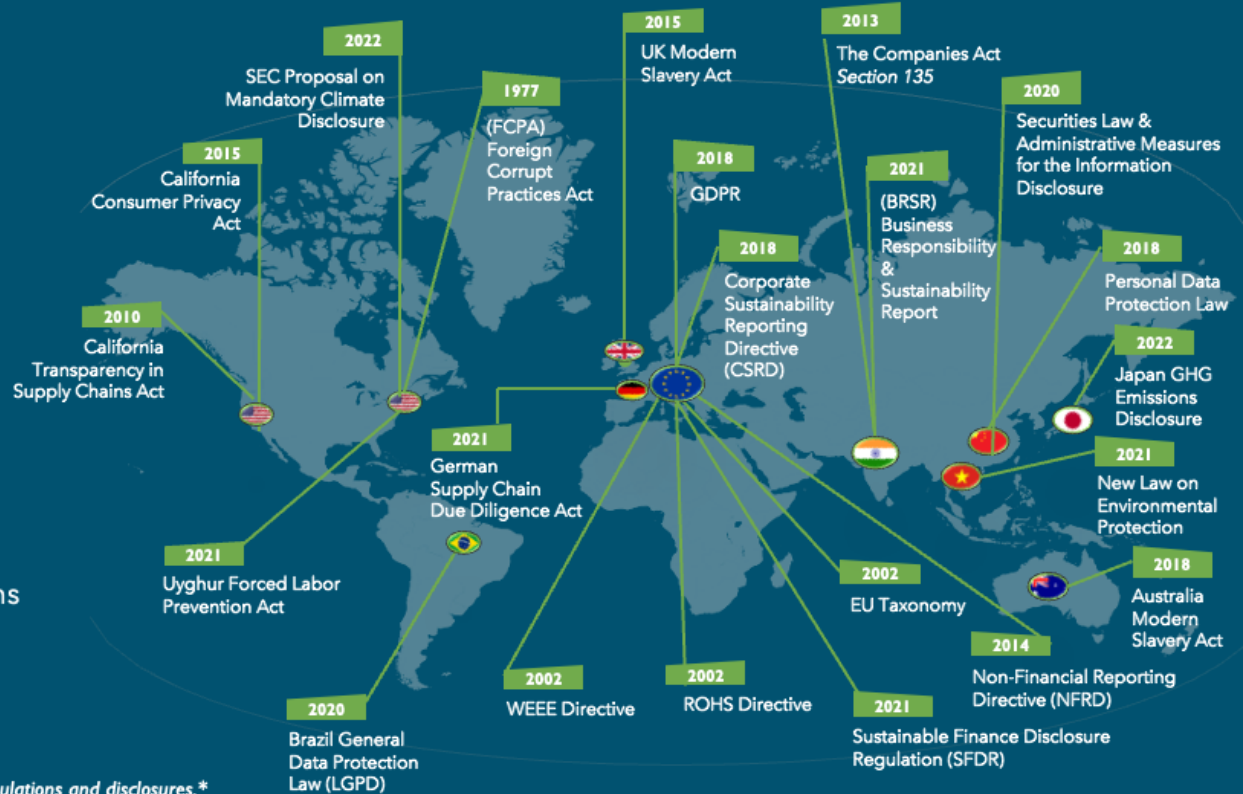 2015
UK Modern
Slavery Act
2013
The Companies Act
Section 135
2022
SEC Proposal on
Mandatory Climate
Disclosure
1977
(FCPA)
Foreign
Corrupt
Practices Act
2020
Securities Law &
Administrative Measures
for the Information
Disclosure
2015
California
Consumer Privacy
Act
2018
GDPR
2021
(BRSR)
Business
Responsibility
&
Sustainability
Report
2018
Corporate
Sustainability
Reporting
Directive
(CSRD)
2018
Personal Data
Protection Law
2010
California
Transparency in
Supply Chains Act
2022
Japan GHG
Emissions
Disclosure
2021
German
Supply Chain
Due Diligence Act
2021
New Law on
Environmental
Protection
2021
Uyghur Forced Labor
Prevention Act
2002
EU Taxonomy
2018
Australia
Modern
Slavery Act
ns
2014
Non-Financial Reporting
Directive (NFRD)
2002
WEEE Directive
2002
ROHS Directive
2021
Sustainable Finance Disclosure
Regulation (SFDR)
2020
Brazil General
Data Protection
Law (LGPD)
ulations and disclosures.*